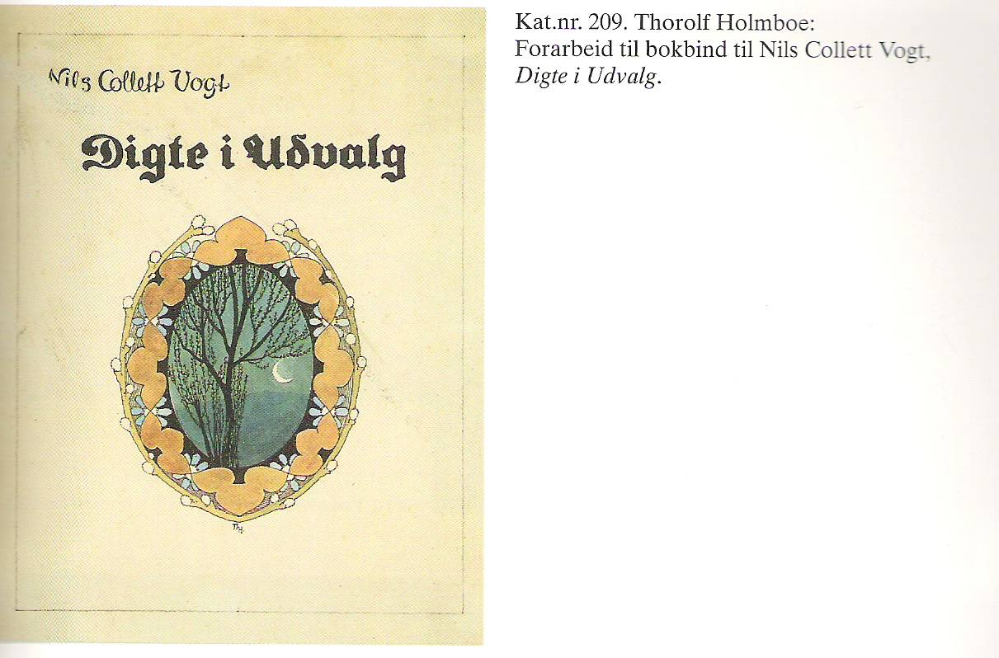 Nils Collett Vogt
Digte i Udvalg
Th.H.
Kat.nr. 209. Thorolf Holmboe:
Forarbeid til bokbind til Nils Collett Vogt,
Digte i Udvalg.